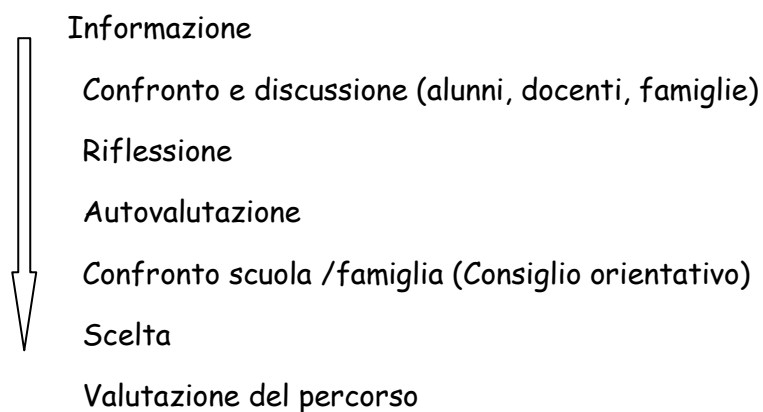 Informazione
Confronto e discussione (alunni, docenti, famiglie)
Riflessione
Autovalutazione
Confronto scuola /famiglia (Consiglio orientativo)
Scelta
Valutazione del percorso